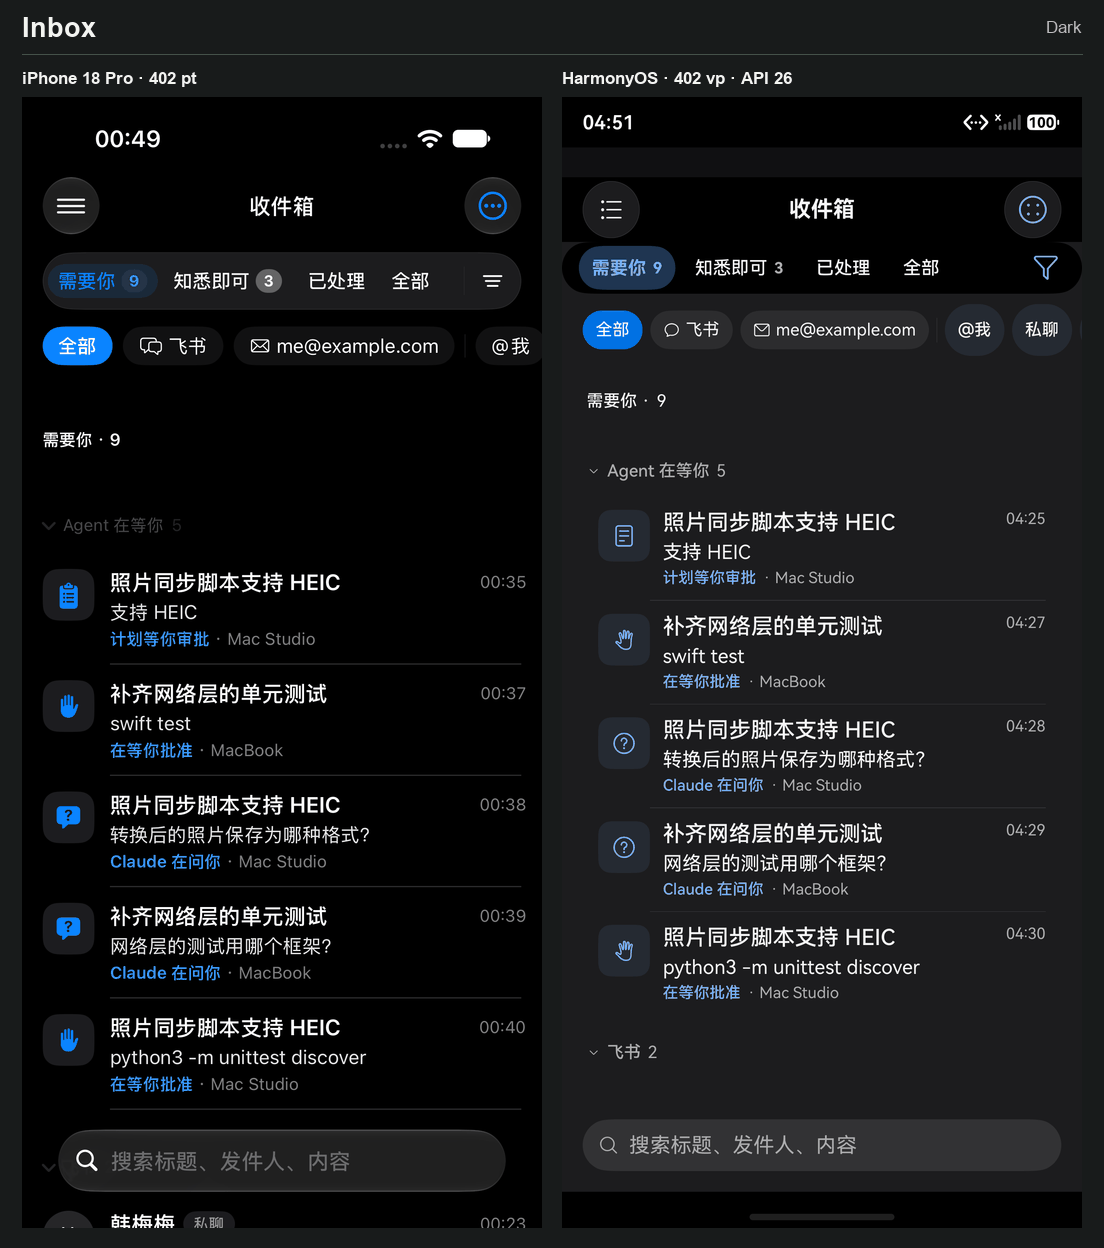 Inbox
Dark
iPhone 18 Pro · 402 pt
00:49
收件箱
需要你 9 知悉即可 3 已处理 全部
全部 飞书 me@example.com @我
需要你 · 9
Agent 在等你 5
照片同步脚本支持 HEIC 00:35
支持 HEIC
计划等你审批 · Mac Studio
补齐网络层的单元测试 00:37
swift test
在等你批准 · MacBook
照片同步脚本支持 HEIC 00:38
转换后的照片保存为哪种格式?
Claude 在问你 · Mac Studio
补齐网络层的单元测试 00:39
网络层的测试用哪个框架?
Claude 在问你 · MacBook
照片同步脚本支持 HEIC 00:40
python3 -m unittest discover
在等你批准 · Mac Studio
搜索标题、发件人、内容
韩梅梅 私聊 00:23
HarmonyOS · 402 vp · API 26
04:51 100
收件箱
需要你 9 知悉即可 3 已处理 全部
全部 飞书 me@example.com @我 私聊
需要你 · 9
Agent 在等你 5
照片同步脚本支持 HEIC 04:25
支持 HEIC
计划等你审批 · Mac Studio
补齐网络层的单元测试 04:27
swift test
在等你批准 · MacBook
照片同步脚本支持 HEIC 04:28
转换后的照片保存为哪种格式?
Claude 在问你 · Mac Studio
补齐网络层的单元测试 04:29
网络层的测试用哪个框架?
Claude 在问你 · MacBook
照片同步脚本支持 HEIC 04:30
python3 -m unittest discover
在等你批准 · Mac Studio
飞书 2
搜索标题、发件人、内容